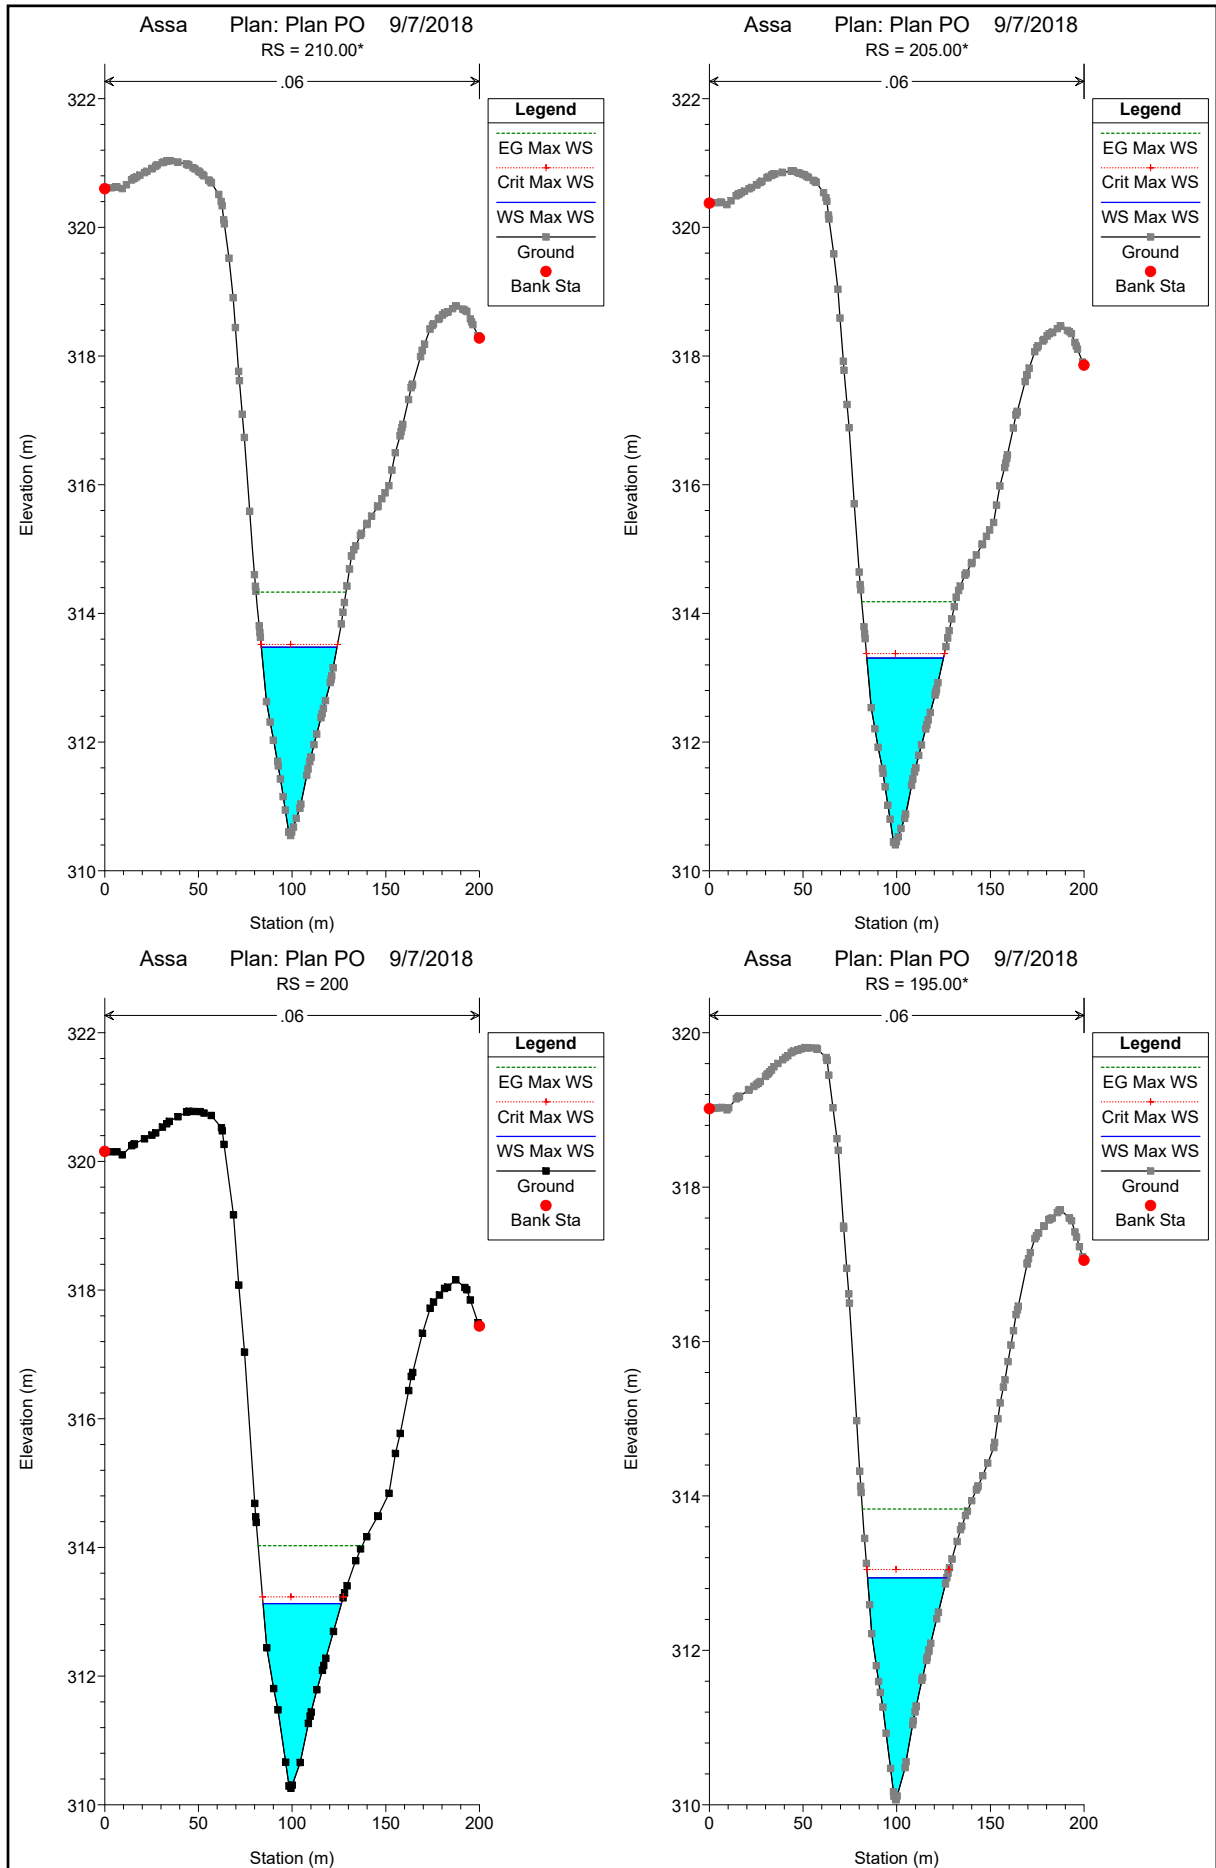 Assa Plan: Plan PO 9/7/2018
RS = 210.00*
.06
322
320
318
316
314
312
310
Elevation (m)
0 50 100 150 200
Station (m)
Legend
EG Max WS
Crit Max WS
WS Max WS
Ground
Bank Sta
Assa Plan: Plan PO 9/7/2018
RS = 205.00*
.06
322
320
318
316
314
312
310
Elevation (m)
0 50 100 150 200
Station (m)
Legend
EG Max WS
Crit Max WS
WS Max WS
Ground
Bank Sta
Assa Plan: Plan PO 9/7/2018
RS = 200
.06
322
320
318
316
314
312
310
Elevation (m)
0 50 100 150 200
Station (m)
Legend
EG Max WS
Crit Max WS
WS Max WS
Ground
Bank Sta
Assa Plan: Plan PO 9/7/2018
RS = 195.00*
.06
320
318
316
314
312
310
Elevation (m)
0 50 100 150 200
Station (m)
Legend
EG Max WS
Crit Max WS
WS Max WS
Ground
Bank Sta